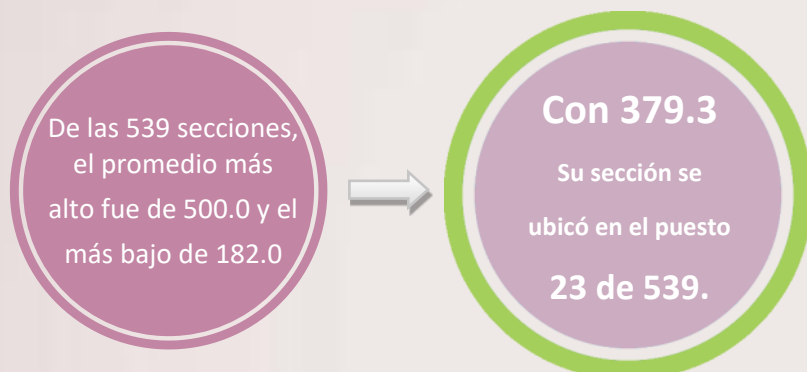 De las 539 secciones,
el promedio más
alto fue de 500.0 y el
más bajo de 182.0
Con 379.3
Su sección se
ubicó en el puesto
23 de 539.